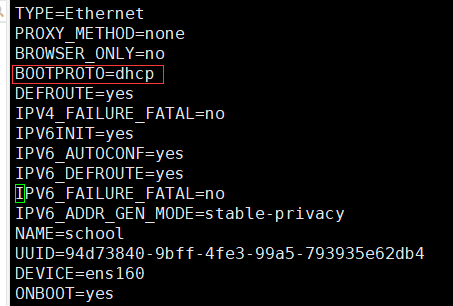 TYPE=Ethernet
PROXY_METHOD=none
BROWSER_ONLY=no
BOOTPROTO=dhcp
DEFROUTE=yes
IPV4_FAILURE_FATAL=no
IPV6INIT=yes
IPV6_AUTOCONF=yes
IPV6_DEFROUTE=yes
IPV6_FAILURE_FATAL=no
IPV6_ADDR_GEN_MODE=stable-privacy
NAME=school
UUID=94d73840-9bff-4fe3-99a5-793935e62db4
DEVICE=ens160
ONBOOT=yes